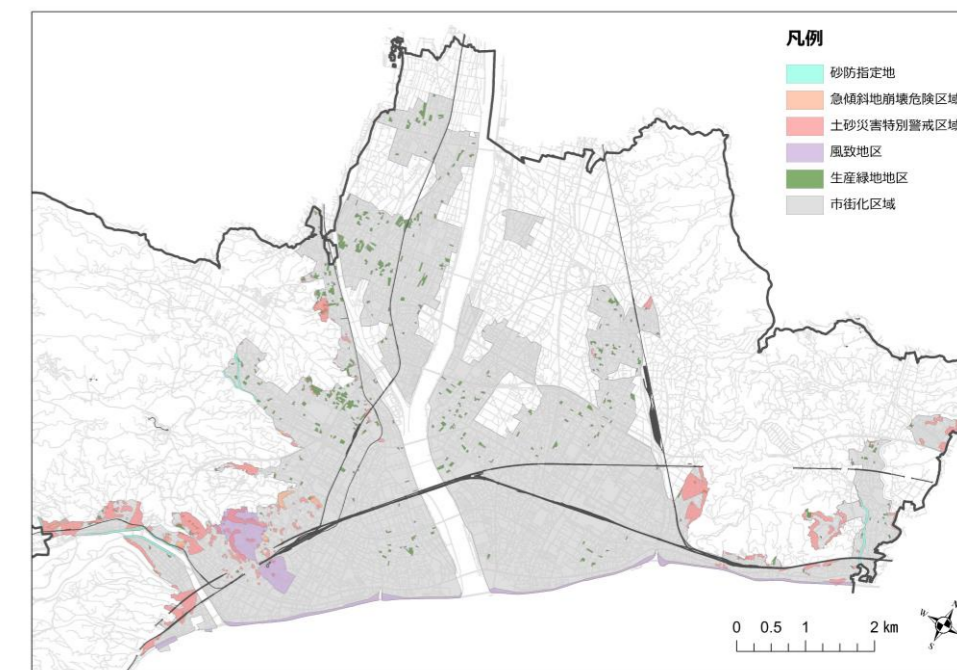 凡例
砂防指定地
急傾斜地崩壊危険区域
土砂災害特別警戒区域
風致地区
生産緑地地区
市街化区域
0 0.5 1 2 km
N
W
S